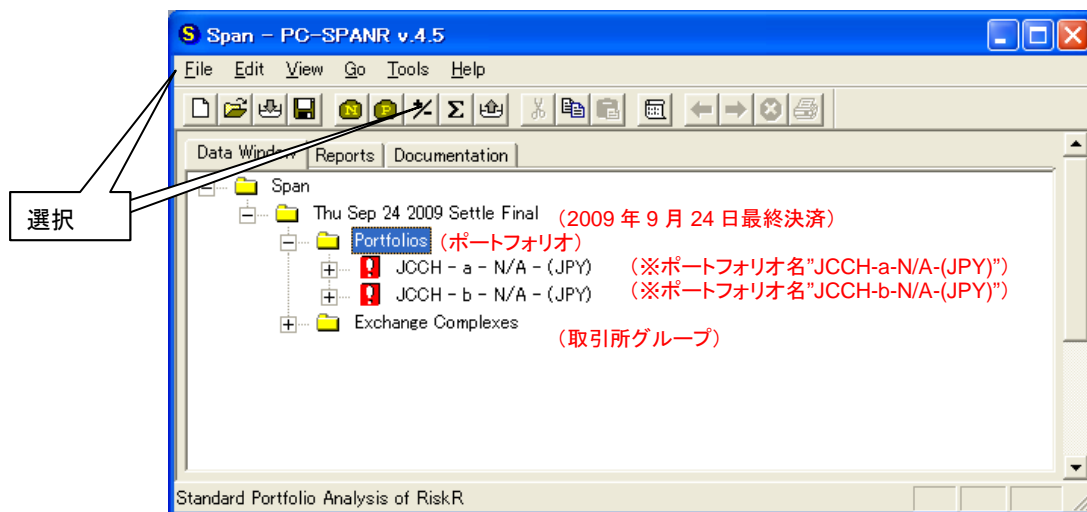 Span - PC-SPANR v.4.5
File Edit View Go Tools Help
Data Window Reports Documentation
Span
選択
Thu Sep 24 2009 Settle Final (2009 年 9 月 24 日最終決済)
Portfolios (ポートフォリオ)
JCCH - a - N/A - (JPY) (※ポートフォリオ名"JCCH-a-N/A-(JPY)")
JCCH - b - N/A - (JPY) (※ポートフォリオ名"JCCH-b-N/A-(JPY)")
Exchange Complexes
(取引所グループ)
Standard Portfolio Analysis of RiskR